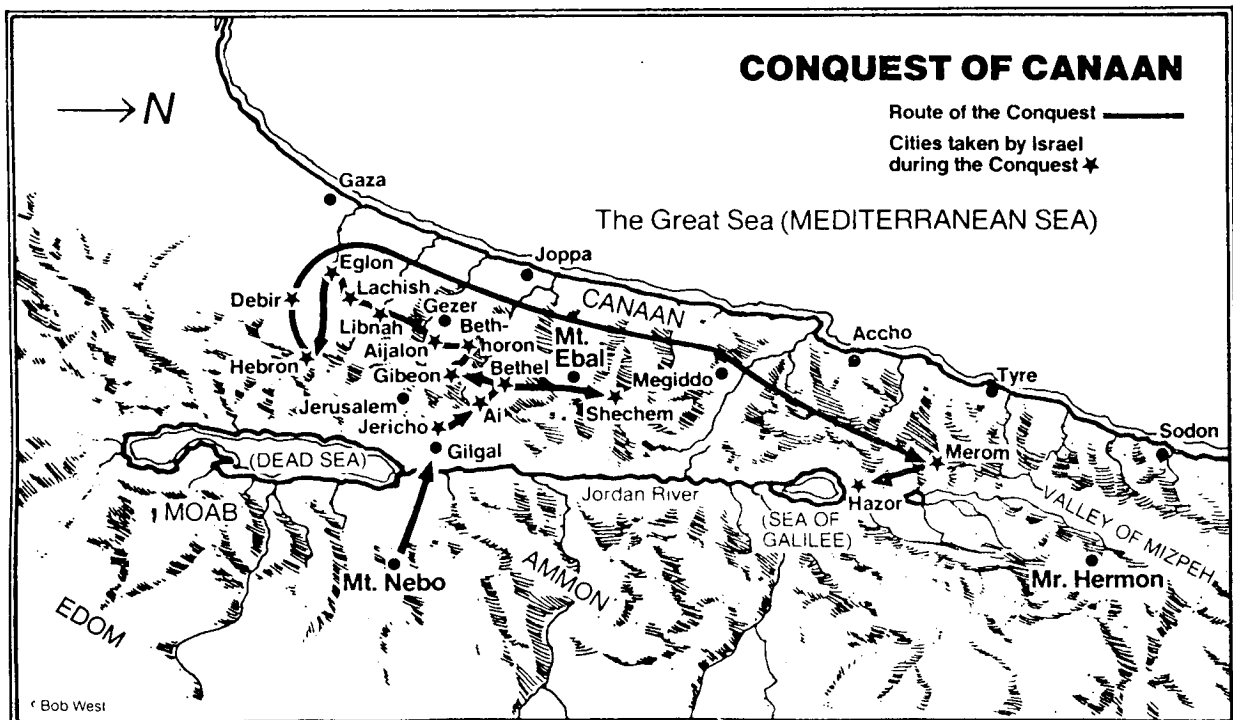 CONQUEST OF CANAAN
N
Route of the Conquest
Cities taken by Israel
during the Conquest
Gaza
The Great Sea (MEDITERRANEAN SEA)
Joppa
Eglon
Debir
Lachish
Gezer
CANAAN
Libnah
Beth-
horon
Mt.
Ebal
Accho
Aijalon
Hebron
Gibeon
Bethel
Megiddo
Tyre
Jerusalem
Ai
Shechem
Jericho
Sodon
Gilgal
Merom
(DEAD SEA)
Jordan River
Hazor
MOAB
(SEA OF
GALILEE)
VALLEY OF MIZPEH
Mt. Nebo
AMMON
Mr. Hermon
EDOM
Bob West